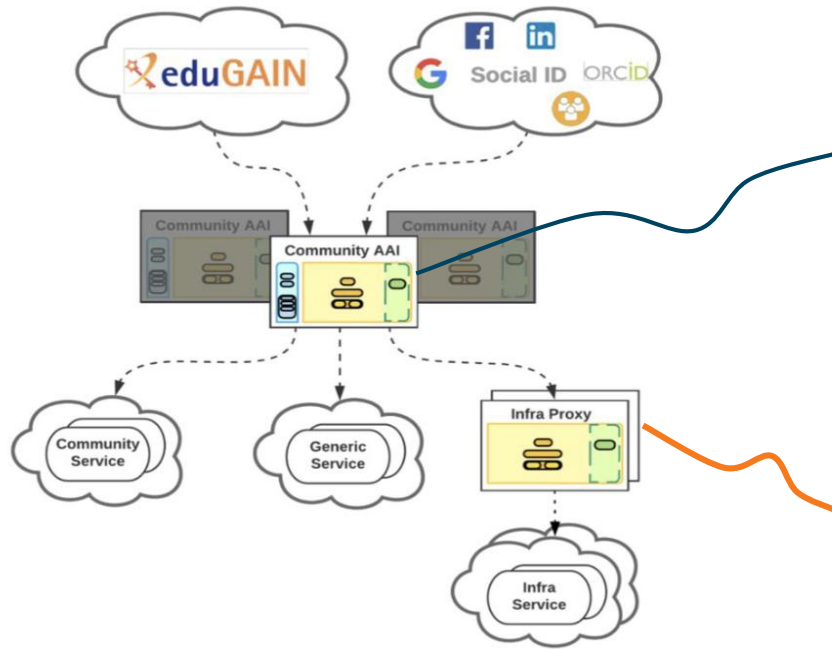 eduGAIN
Social ID
ORCID
Community AAI
Community AAI
Community AAI
Community
Service
Generic
Service
Infra Proxy
Infra
Service